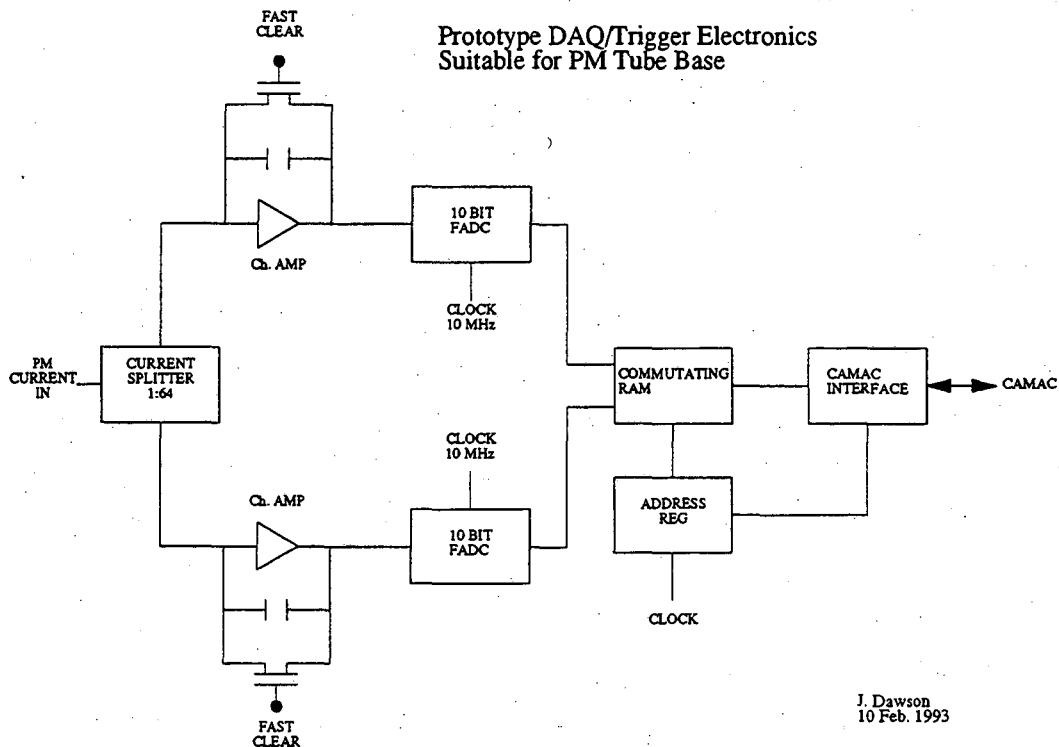 FAST
CLEAR
Prototype DAQ/Trigger Electronics
Suitable for PM Tube Base
10 BIT
FADC
Ch. AMP
CLOCK
10 MHz
PM
CURRENT
IN
CURRENT
SPLITTER
1:64
COMMUTATING
RAM
CAMAC
INTERFACE
CAMAC
CLOCK
10 MHz
Ch. AMP
10 BIT
FADC
ADDRESS
REG
CLOCK
FAST
CLEAR
J. Dawson
10 Feb. 1993